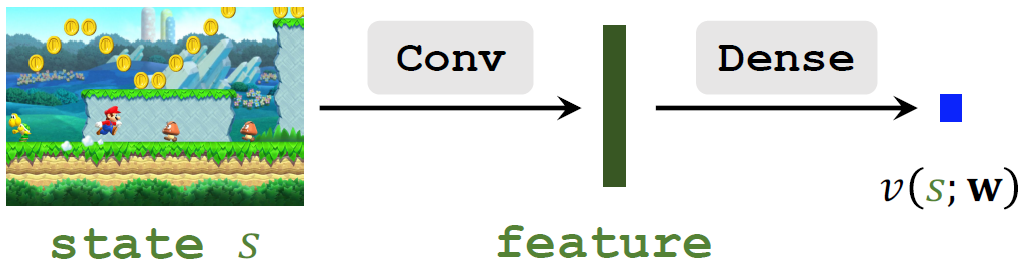 Conv
Dense
v(s; w)
state s
feature